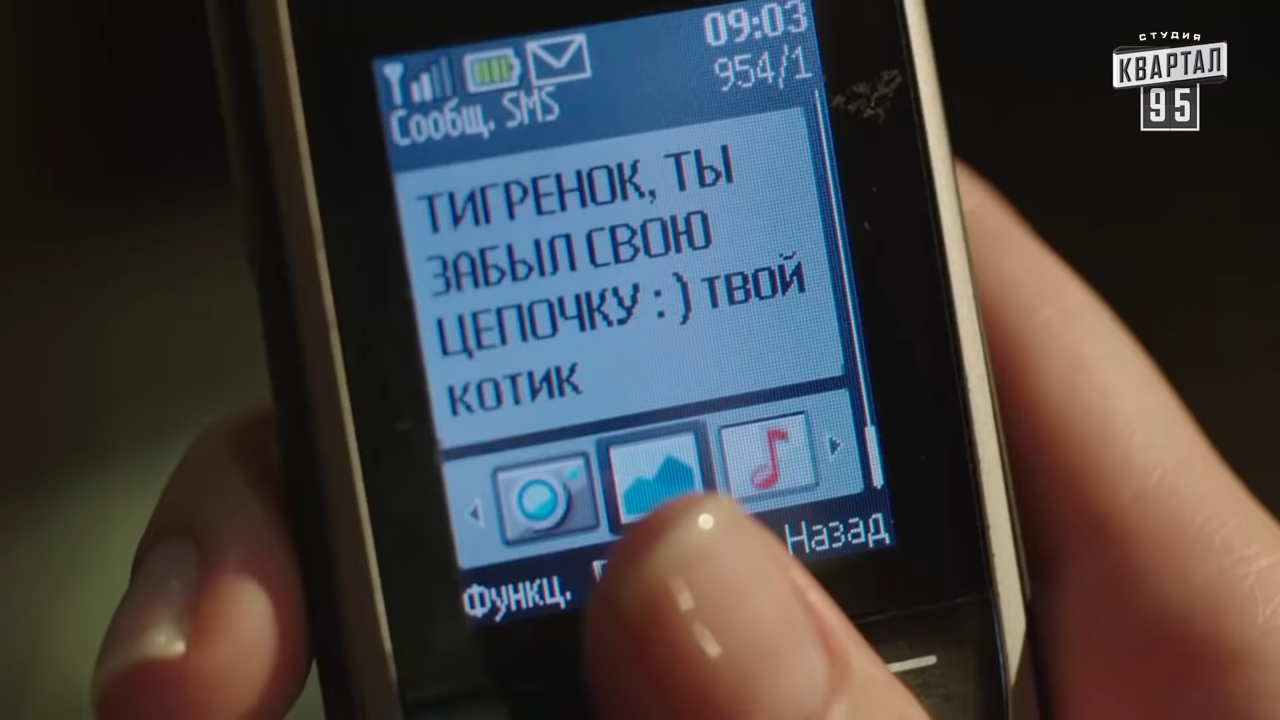 СТУДИЯ
КВАРТАЛ
95
09:03
954/1
Сообщ. SMS
ТИГРЕНОК, ТЫ
ЗАБЫЛ СВОЮ
ЦЕПОЧКУ : ) ТВОЙ
КОТИК
Функц.
Назад